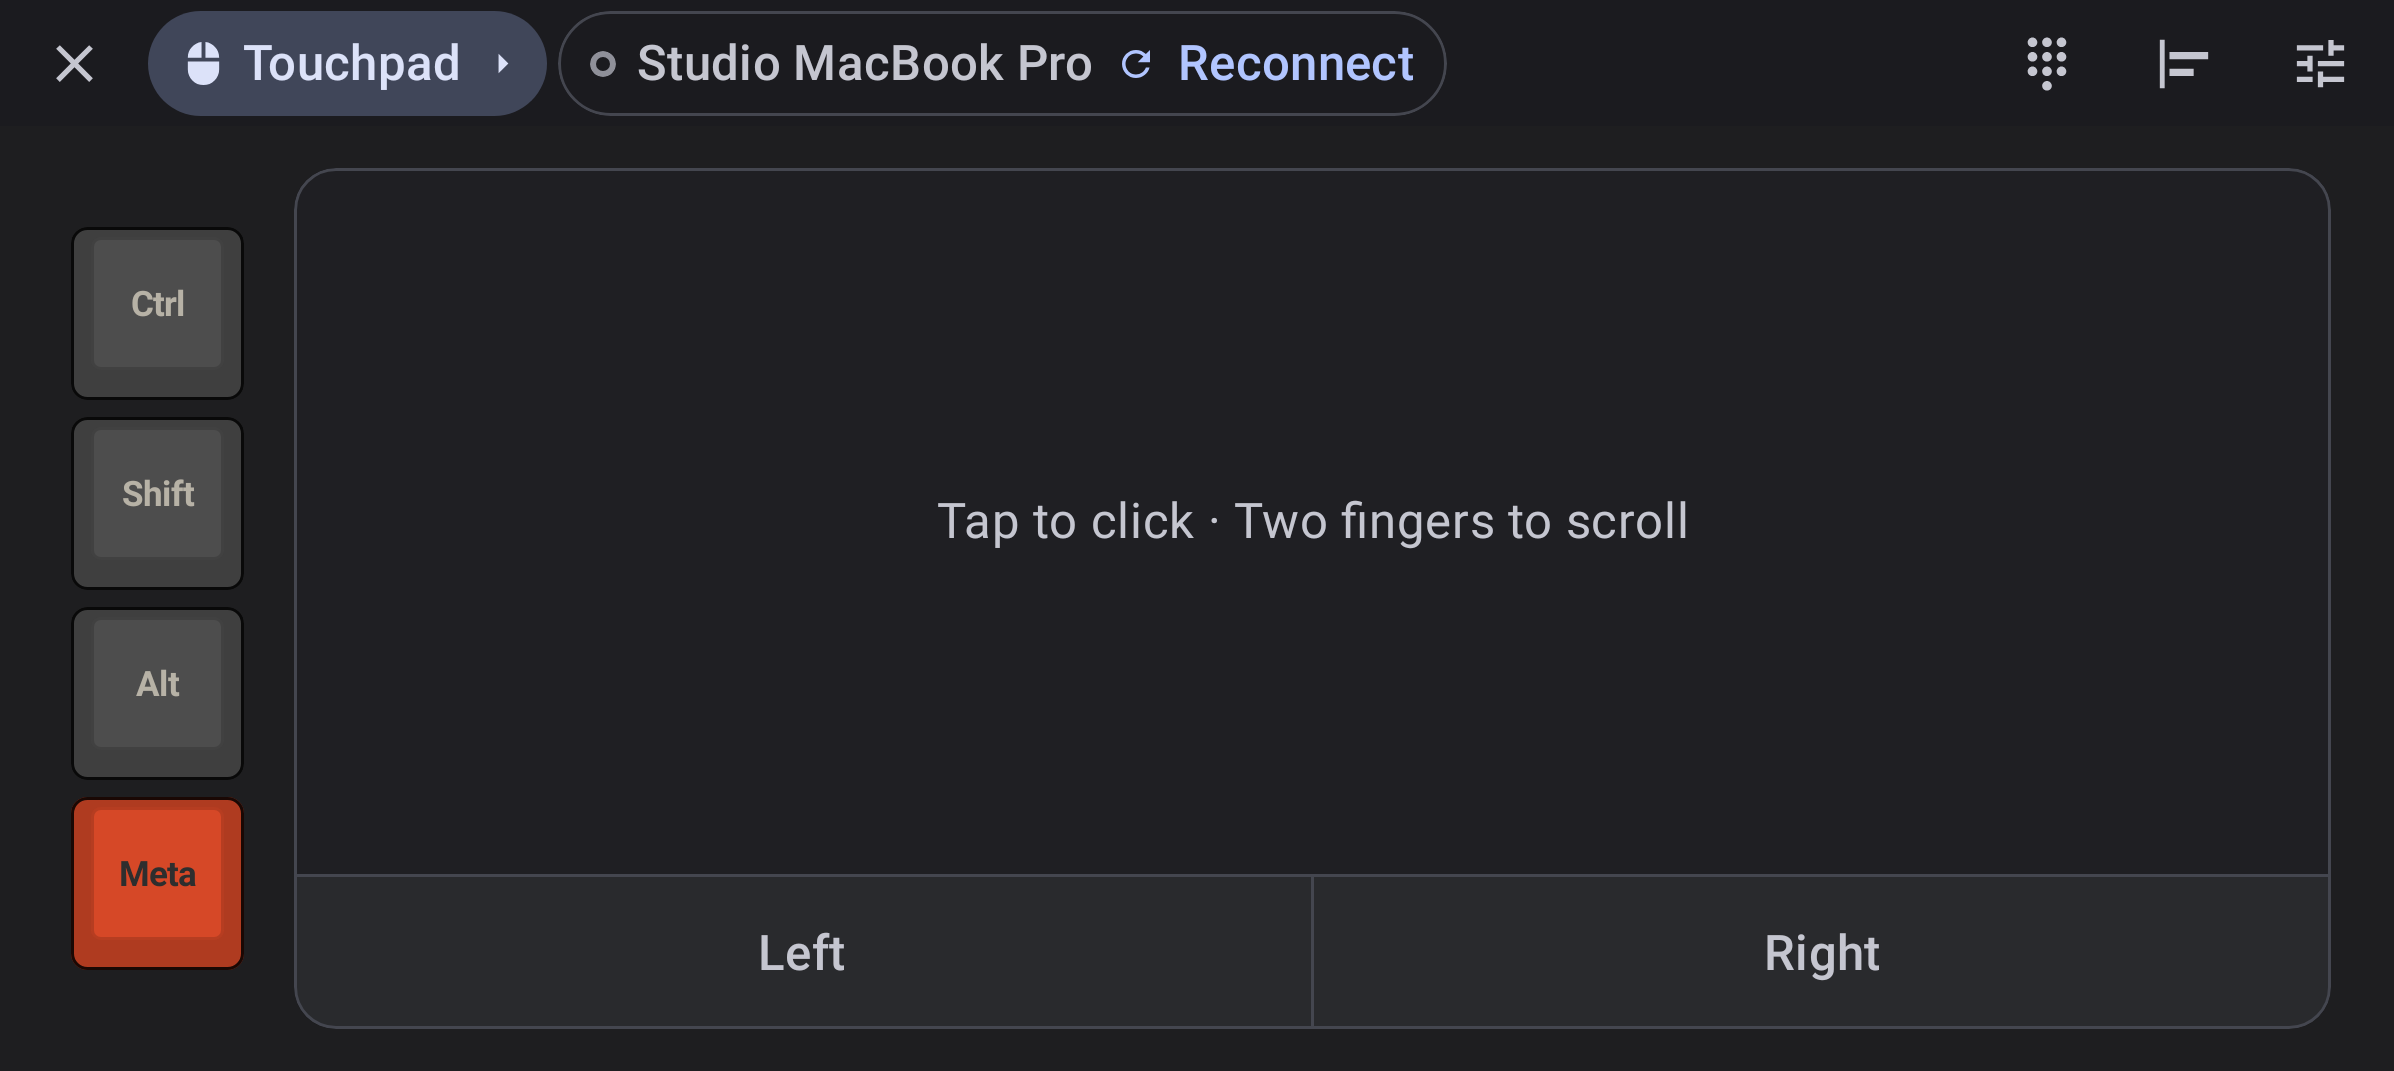 Touchpad
Studio MacBook Pro Reconnect
Ctrl
Shift
Alt
Meta
Tap to click · Two fingers to scroll
Left
Right